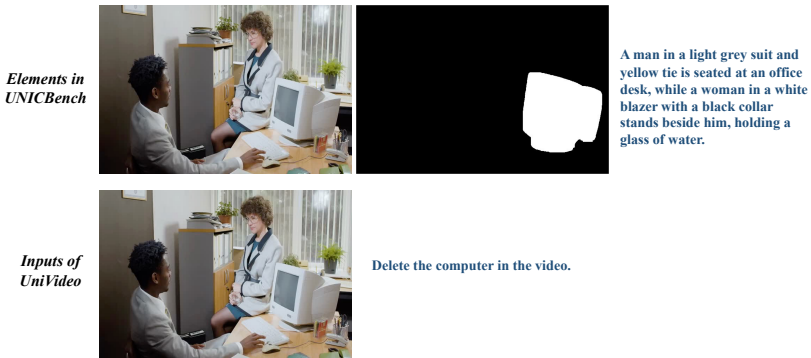 Elements in
UNICBench
A man in a light grey suit and
yellow tie is seated at an office
desk, while a woman in a white
blazer with a black collar
stands beside him, holding a
glass of water.
Inputs of
UniVideo
Delete the computer in the video.